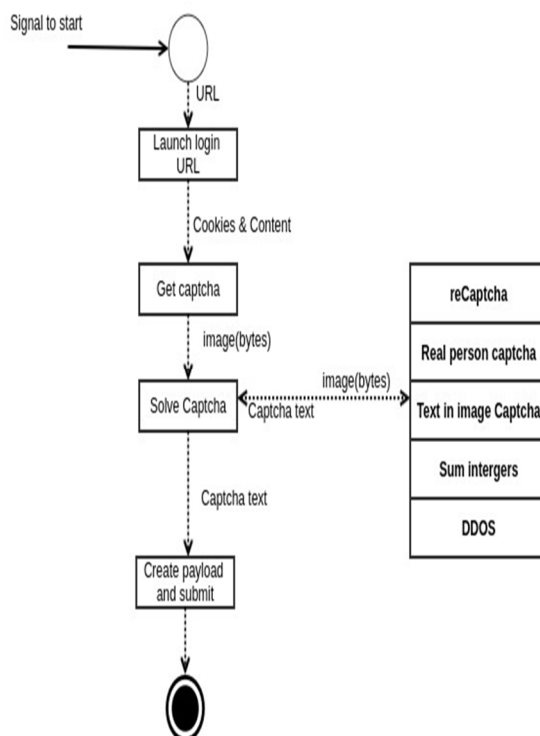 Signal to start
URL
Launch login
URL
Cookies & Content
Get captcha
image(bytes)
Solve Captcha
image(bytes)
Captcha text
Captcha text
Create payload
and submit
reCaptcha
Real person captcha
Text in image Captcha
Sum intergers
DDOS